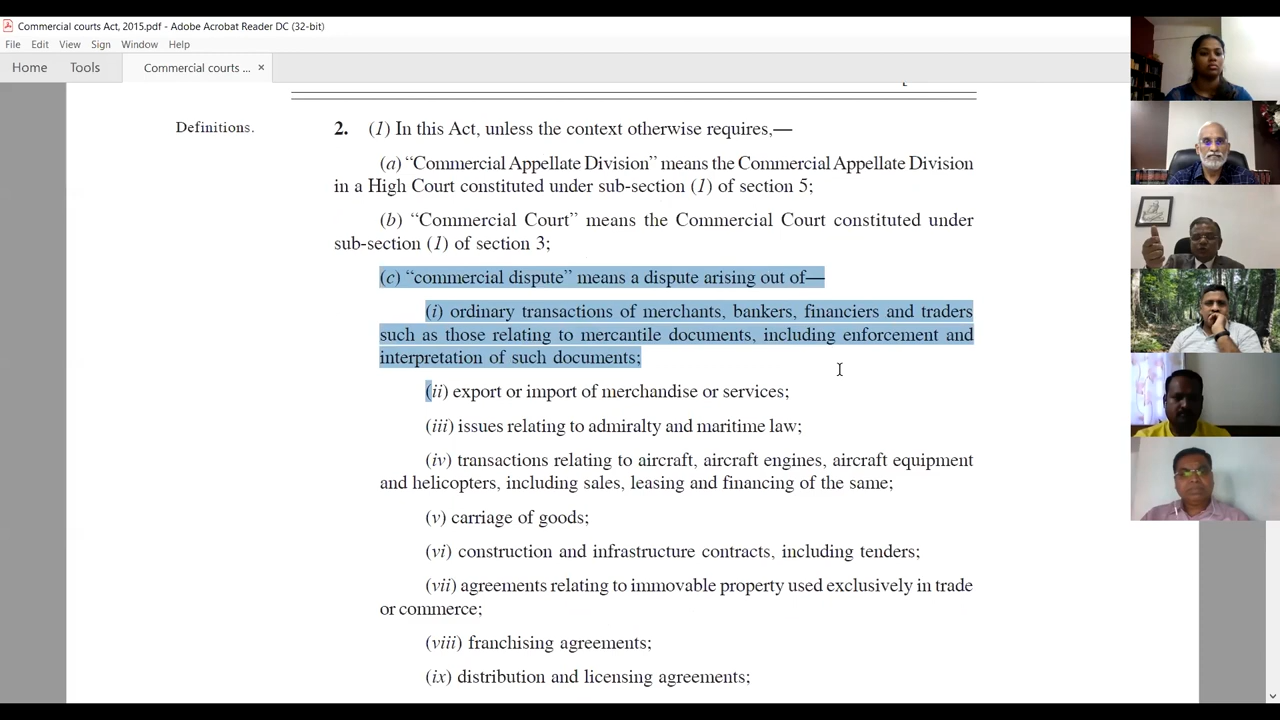 Commercial courts Act, 2015.pdf - Adobe Acrobat Reader DC (32-bit)
File Edit View Sign Window Help
Home Tools Commercial courts ... ×
Definitions.
2. (1) In this Act, unless the context otherwise requires,—
(a) “Commercial Appellate Division” means the Commercial Appellate Division
in a High Court constituted under sub-section (1) of section 5;
(b) “Commercial Court” means the Commercial Court constituted under
sub-section (1) of section 3;
(c) “commercial dispute” means a dispute arising out of—
(i) ordinary transactions of merchants, bankers, financiers and traders
such as those relating to mercantile documents, including enforcement and
interpretation of such documents;
(ii) export or import of merchandise or services;
(iii) issues relating to admiralty and maritime law;
(iv) transactions relating to aircraft, aircraft engines, aircraft equipment
and helicopters, including sales, leasing and financing of the same;
(v) carriage of goods;
(vi) construction and infrastructure contracts, including tenders;
(vii) agreements relating to immovable property used exclusively in trade
or commerce;
(viii) franchising agreements;
(ix) distribution and licensing agreements;